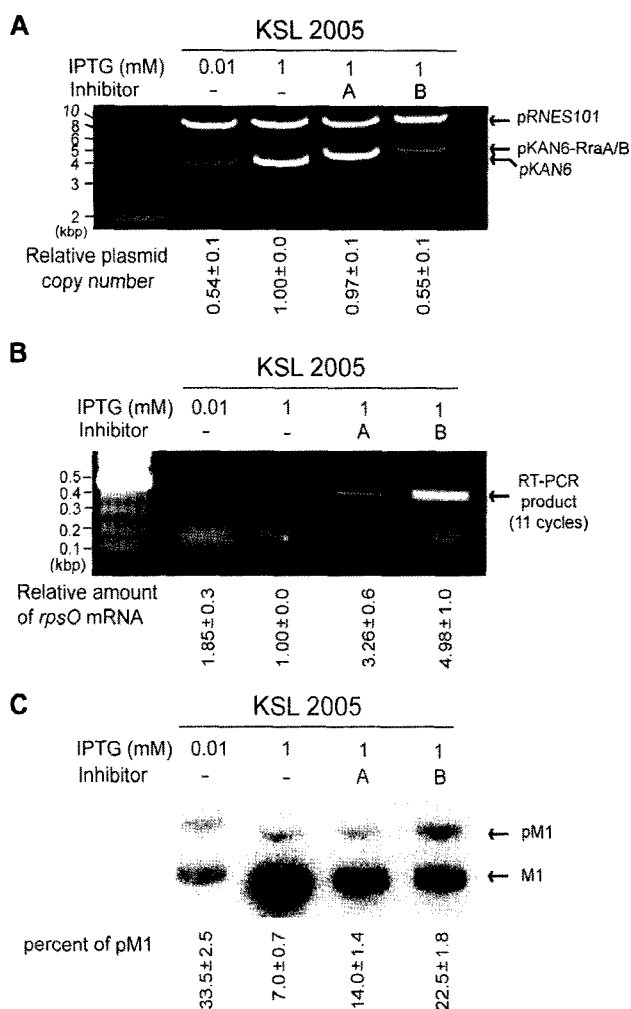 A
KSL 2005
IPTG (mM) 0.01 1 1 1
Inhibitor - - A B
10
8
6
5
4
3
2
(kbp)
pRNES101
pKAN6-RraA/B
pKAN6
Relative plasmid
copy number
0.54±0.1 1.00±0.0 0.97±0.1 0.55±0.1
B
KSL 2005
IPTG (mM) 0.01 1 1 1
Inhibitor - - A B
0.5
0.4
0.3
0.2
0.1
(kbp)
RT-PCR
product
(11 cycles)
Relative amount
of rpsO mRNA
1.85±0.3 1.00±0.0 3.26±0.6 4.98±1.0
C
KSL 2005
IPTG (mM) 0.01 1 1 1
Inhibitor - - A B
pM1
M1
percent of pM1
33.5±2.5 7.0±0.7 14.0±1.4 22.5±1.8